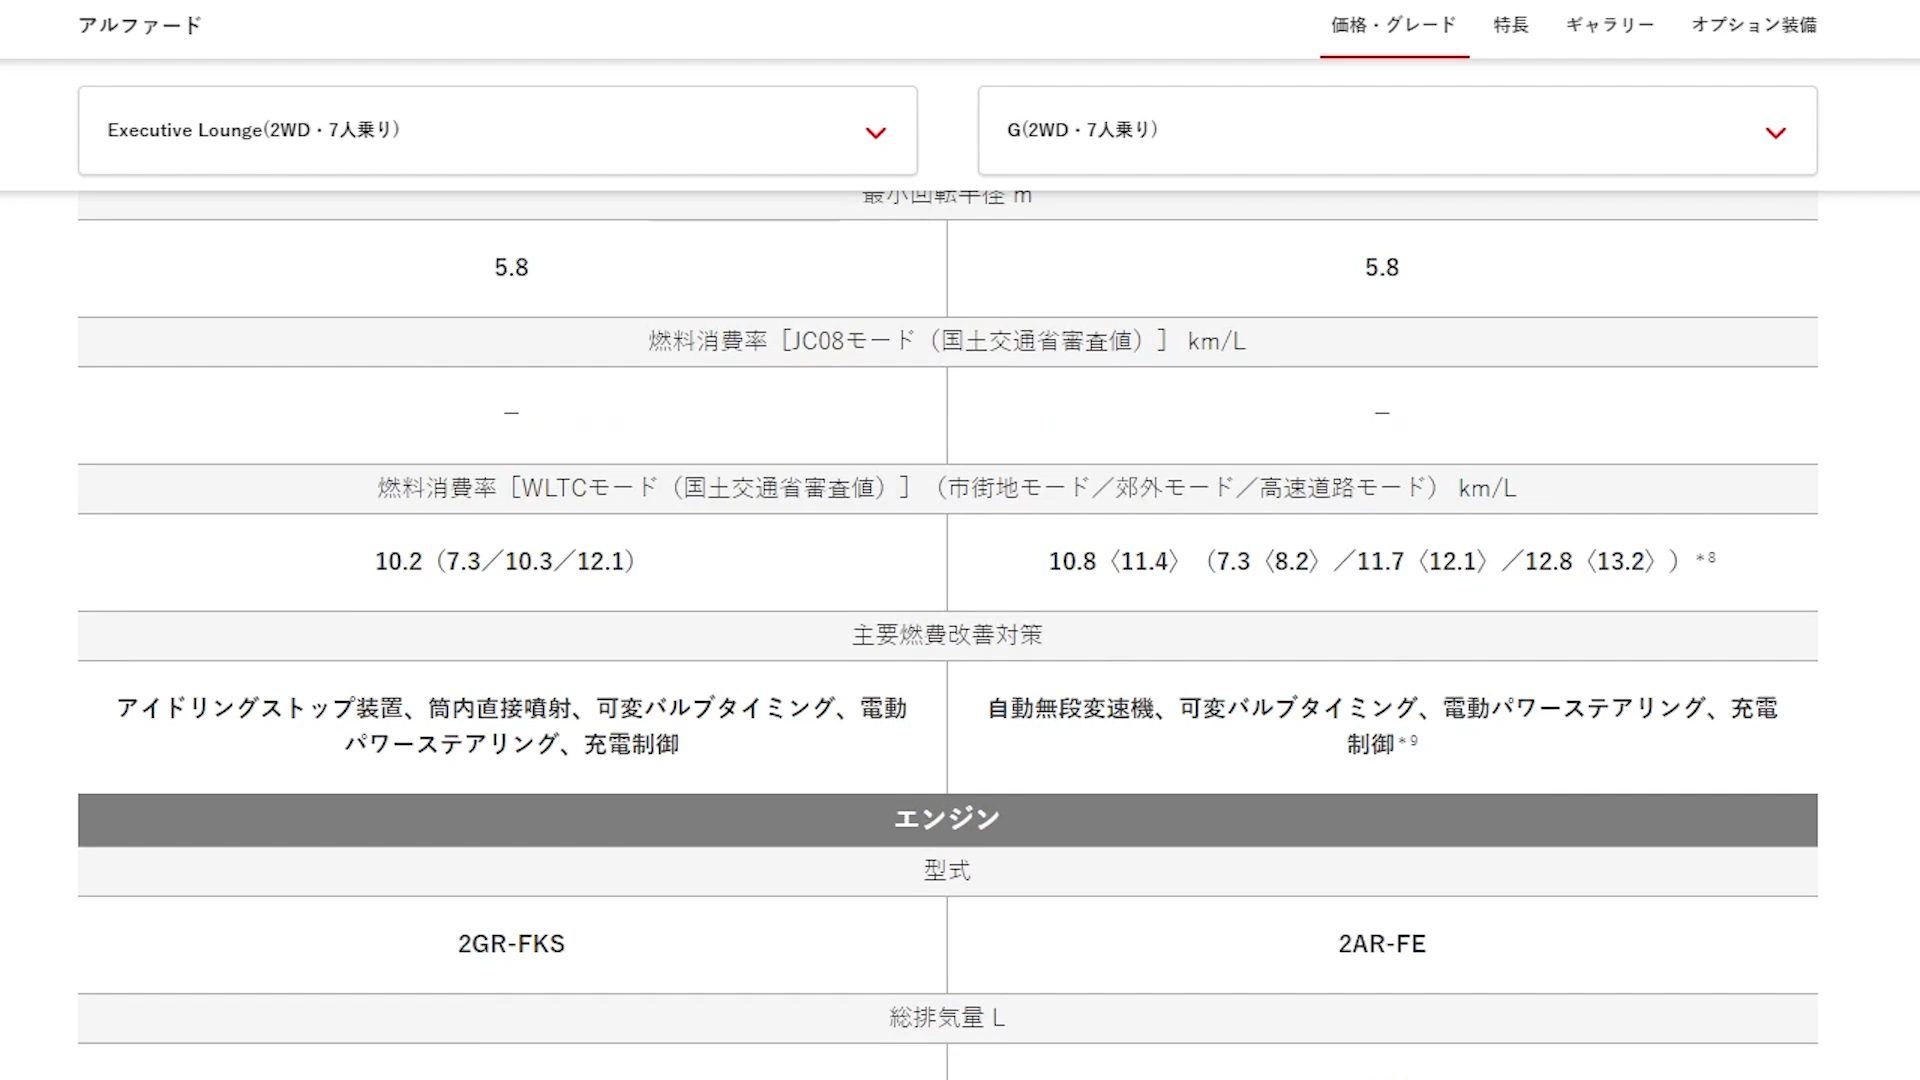 アルファード
価格・グレード 特長 ギャラリー オプション装備
Executive Lounge(2WD・7人乗り) G(2WD・7人乗り)
最小回転半径 m
5.8 5.8
燃料消費率［JC08モード（国土交通省審査値）］ km/L
– –
燃料消費率［WLTCモード（国土交通省審査値）］（市街地モード／郊外モード／高速道路モード） km/L
10.2（7.3／10.3／12.1） 10.8〈11.4〉（7.3〈8.2〉／11.7〈12.1〉／12.8〈13.2〉）*8
主要燃費改善対策
アイドリングストップ装置、筒内直接噴射、可変バルブタイミング、電動
パワーステアリング、充電制御
自動無段変速機、可変バルブタイミング、電動パワーステアリング、充電
制御*9
エンジン
型式
2GR-FKS 2AR-FE
総排気量 L